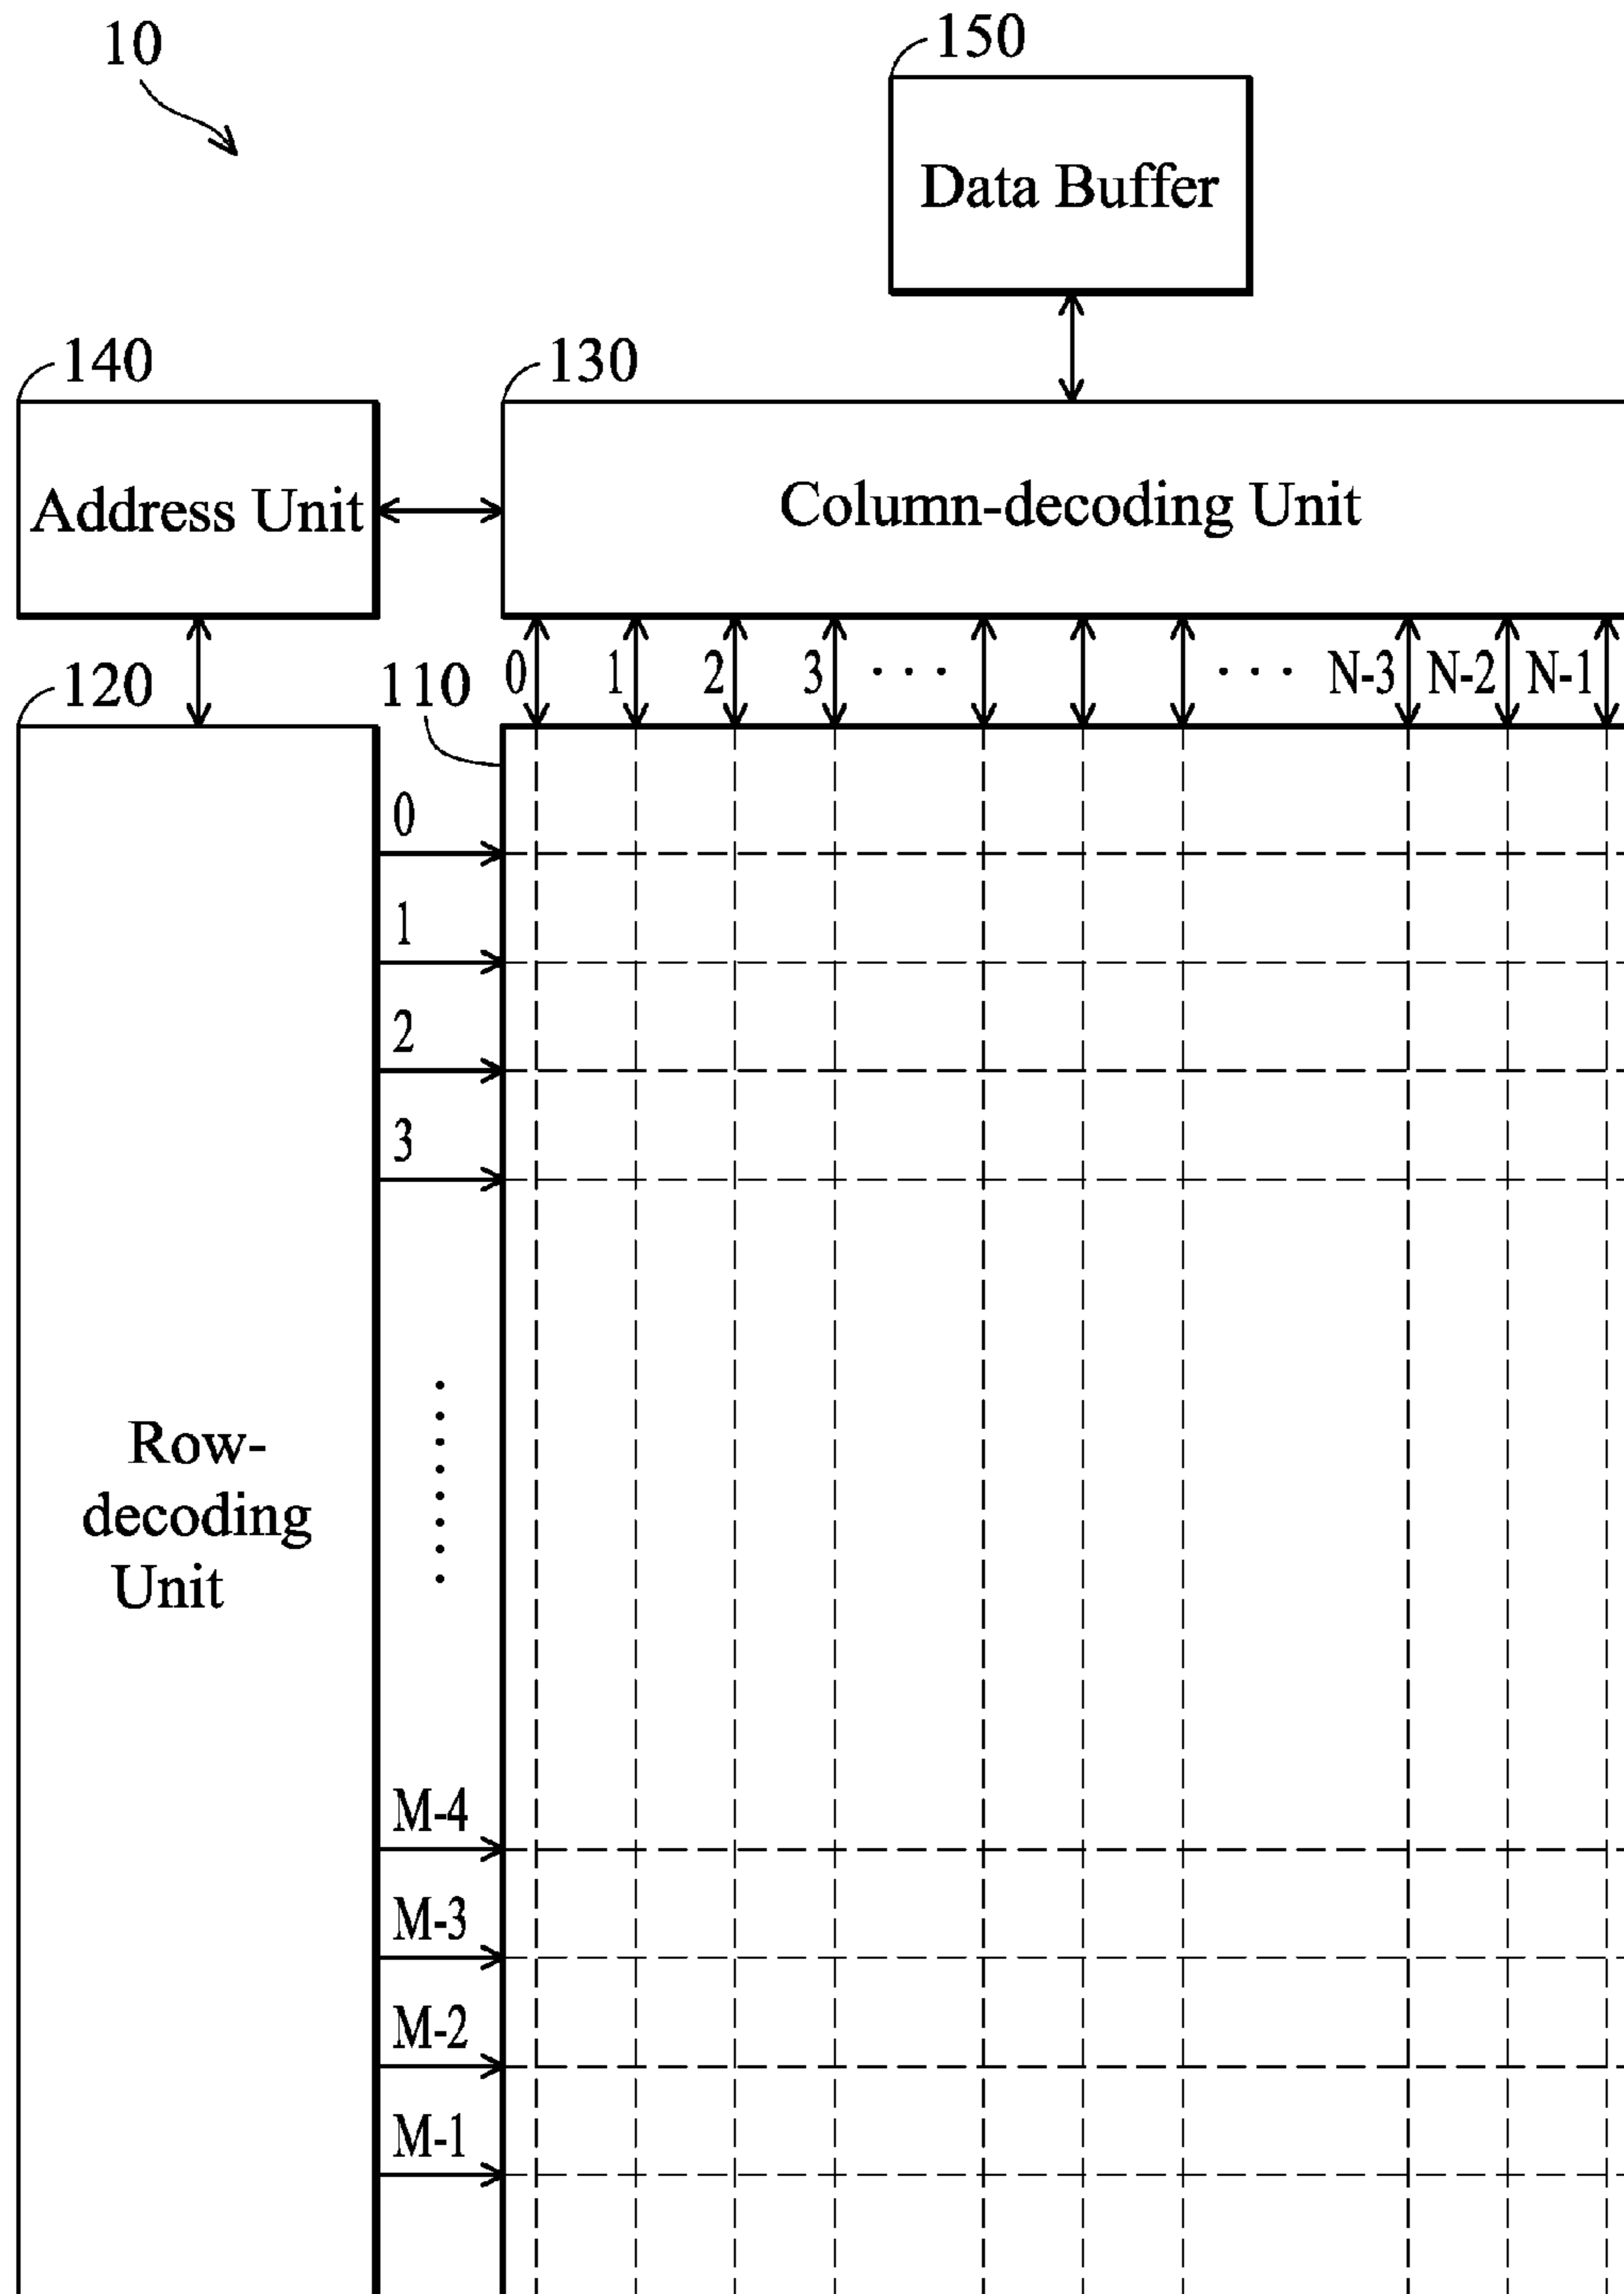 10
150
Data Buffer
140
130
Address Unit
Column-decoding Unit
120
110
0 1 2 3 · · · · · · N-3 N-2 N-1
0
1
2
3
Row-
decoding
Unit
M-4
M-3
M-2
M-1